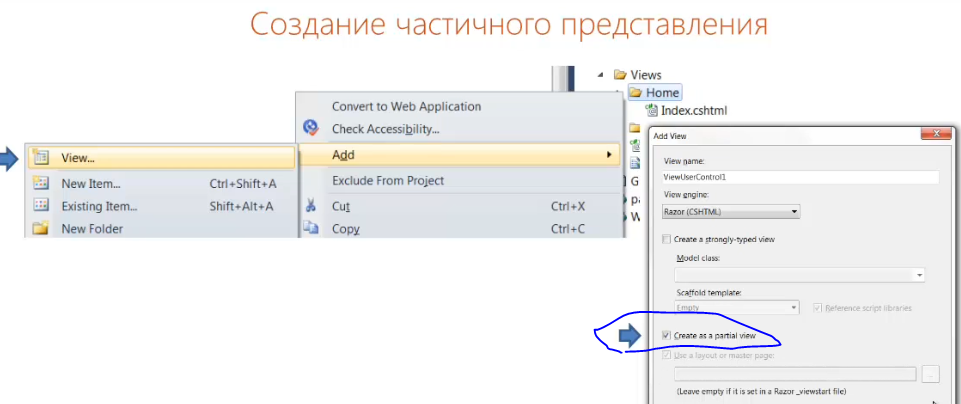 Создание частичного представления
Views
Home
Index.cshtml
Convert to Web Application
Check Accessibility...
Add
Exclude From Project
Cut Ctrl+X
Copy Ctrl+C
View...
New Item... Ctrl+Shift+A
Existing Item... Shift+Alt+A
New Folder
G
W
Add View
View name:
ViewUserControl1
View engine:
Razor (CSHTML)
Create a strongly-typed view
Model class:
Scaffold template:
Empty
Reference script libraries
Create as a partial view
Use a layout or master page:
...
(Leave empty if it is set in a Razor _viewstart file)